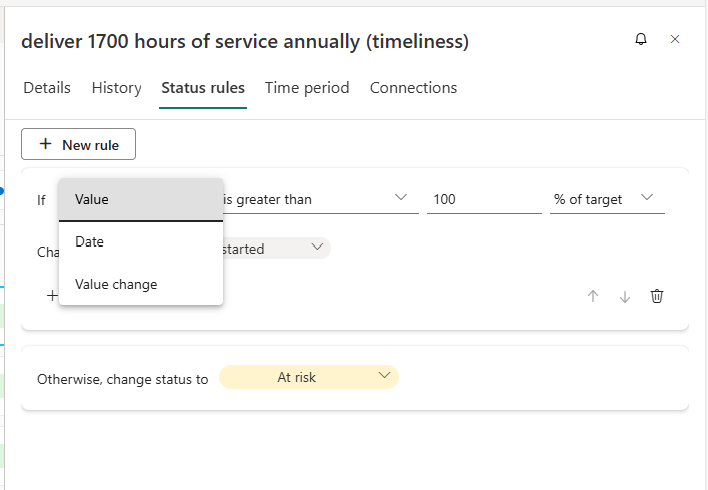 deliver 1700 hours of service annually (timeliness)
Details History Status rules Time period Connections
+ New rule
If Value is greater than 100 % of target
Date
Cha started
Value change
+
Otherwise, change status to At risk